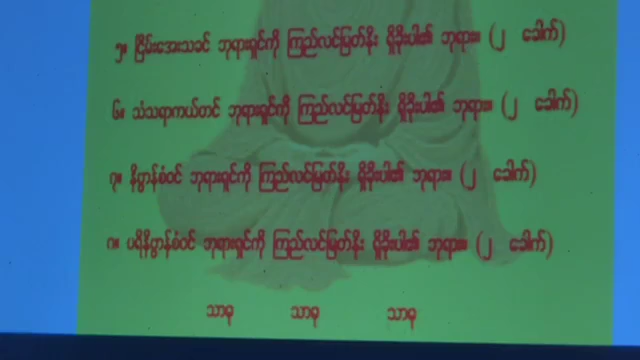 ၅။ ငြိမ်းအေးသခင် ဘုရားရှင်ကို ကြည်လင်မြတ်နိုး ရှိခိုးပါ၏ ဘုရား။ (၂ ခေါက်)
၆။ သံသရာကယ်တင် ဘုရားရှင်ကို ကြည်လင်မြတ်နိုး ရှိခိုးပါ၏ ဘုရား။ (၂ ခေါက်)
၇။ နိဗ္ဗာန်စံဝင် ဘုရားရှင်ကို ကြည်လင်မြတ်နိုး ရှိခိုးပါ၏ ဘုရား။ (၂ ခေါက်)
၈။ ပရိနိဗ္ဗာန်စံဝင် ဘုရားရှင်ကို ကြည်လင်မြတ်နိုး ရှိခိုးပါ၏ ဘုရား။ (၂ ခေါက်)
သာဓု သာဓု သာဓု